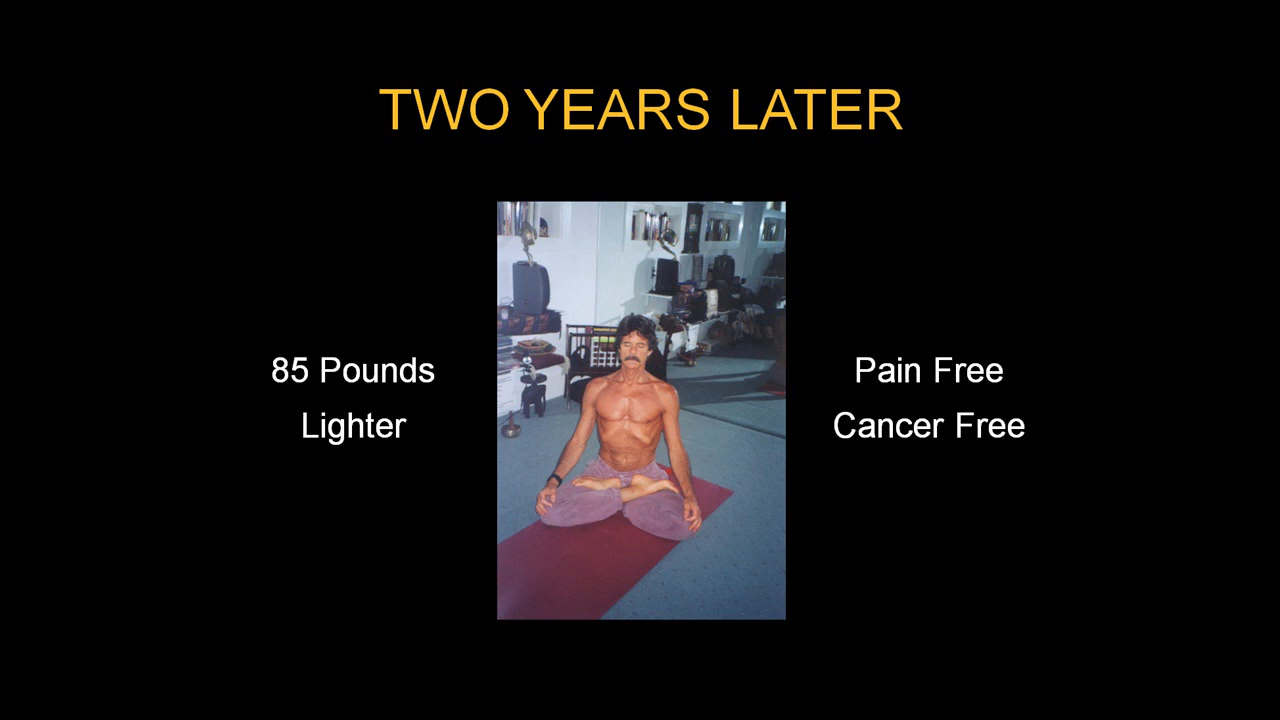 TWO YEARS LATER
85 Pounds
Lighter
Pain Free
Cancer Free